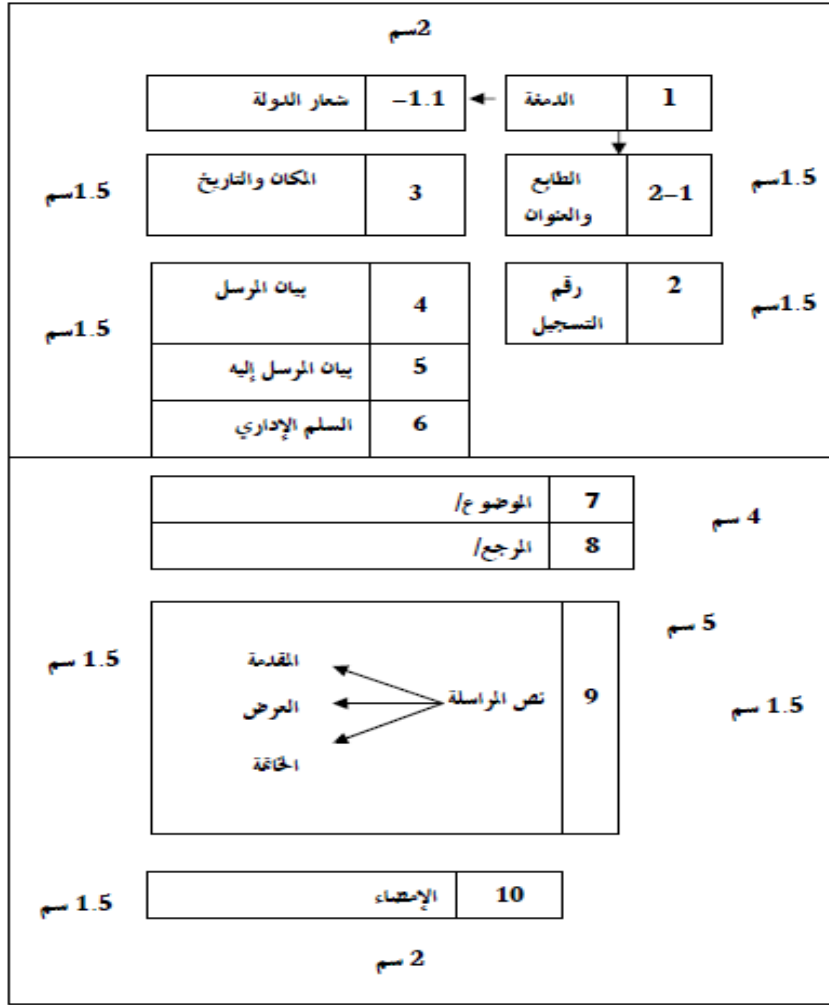 2سم
1 الدمغة
1.1– شعار الدولة
1.5سم
2–1 الطابع
والعنوان
3 المكان والتاريخ
1.5سم
1.5سم
2 رقم
التسجيل
4 بيان المرسل
1.5سم
5 بيان المرسل إليه
6 السلم الإداري
4 سم
7 الموضوع/
8 المرجع/
5 سم
1.5 سم
9 نص المراسلة
المقدمة
العرض
الخاتمة
1.5 سم
10 الإمضاء
1.5 سم
2 سم